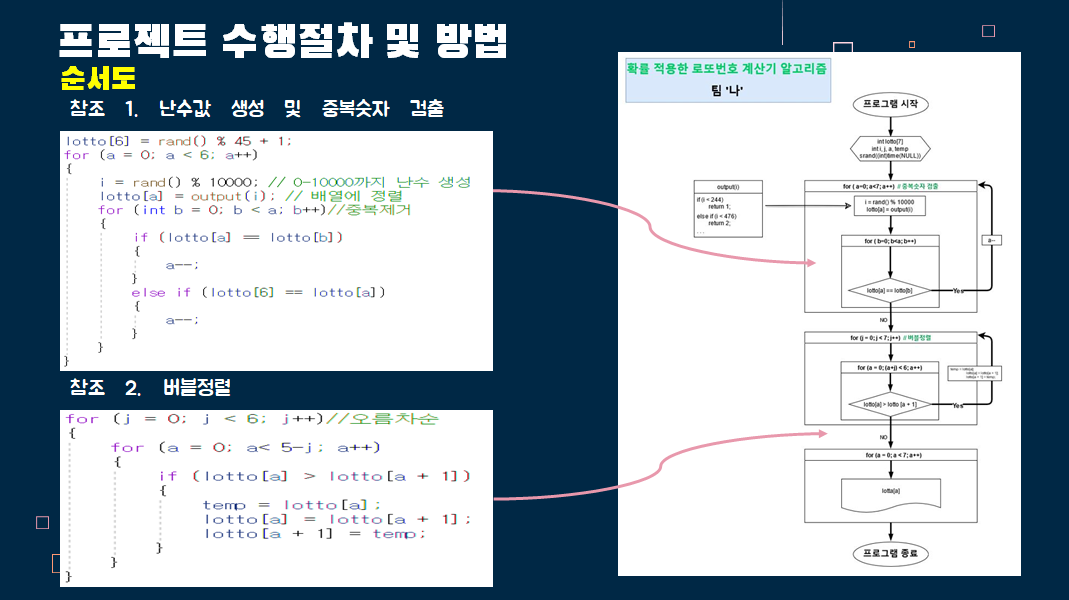 프로젝트 수행절차 및 방법
순서도
참조 1. 난수값 생성 및 중복숫자 검출
lotto[6] = rand() % 45 + 1;
for (a = 0; a < 6; a++)
{
i = rand() % 10000; // 0-10000까지 난수 생성
lotto[a] = output(i); // 배열에 정렬
for (int b = 0; b < a; b++)//중복제거
{
if (lotto[a] == lotto[b])
{
a--;
}
else if (lotto[6] == lotto[a])
{
a--;
}
}
}
참조 2. 버블정렬
for (j = 0; j < 6; j++)//오름차순
{
for (a = 0; a< 5-j; a++)
{
if (lotto[a] > lotto[a + 1])
{
temp = lotto[a];
lotto[a] = lotto[a + 1];
lotto[a + 1] = temp;
}
}
}
확률 적용한 로또번호 계산기 알고리즘
팀 '나'
프로그램 시작
int lotto[7]
int i, j, a, temp
srand((int)time(NULL))
output(i)
if (i < 244)
return 1;
else if (i < 476)
return 2;
. . .
for ( a=0; a<7; a++) // 중복숫자 검출
i = rand() % 10000
lotto[a] = output(i)
a--
for ( b=0; b<a; b++)
lotto[a] == lotto[b]
Yes
NO
for (j = 0; j < 7; j++) // 버블정렬
for (a = 0; (a+j) < 6; a++)
temp = lotto[a]
lotto[a] = lotto[a + 1]
lotto[a + 1] = temp
lotto[a] > lotto [a + 1]
Yes
NO
for (a = 0; a < 7; a++)
lotta[a]
프로그램 종료